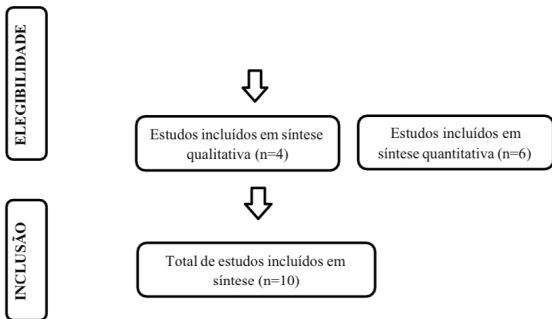 ELEGIBILIDADE
Estudos incluídos em síntese
qualitativa (n=4)
Estudos incluídos em
síntese quantitativa (n=6)
INCLUSÃO
Total de estudos incluídos em
síntese (n=10)